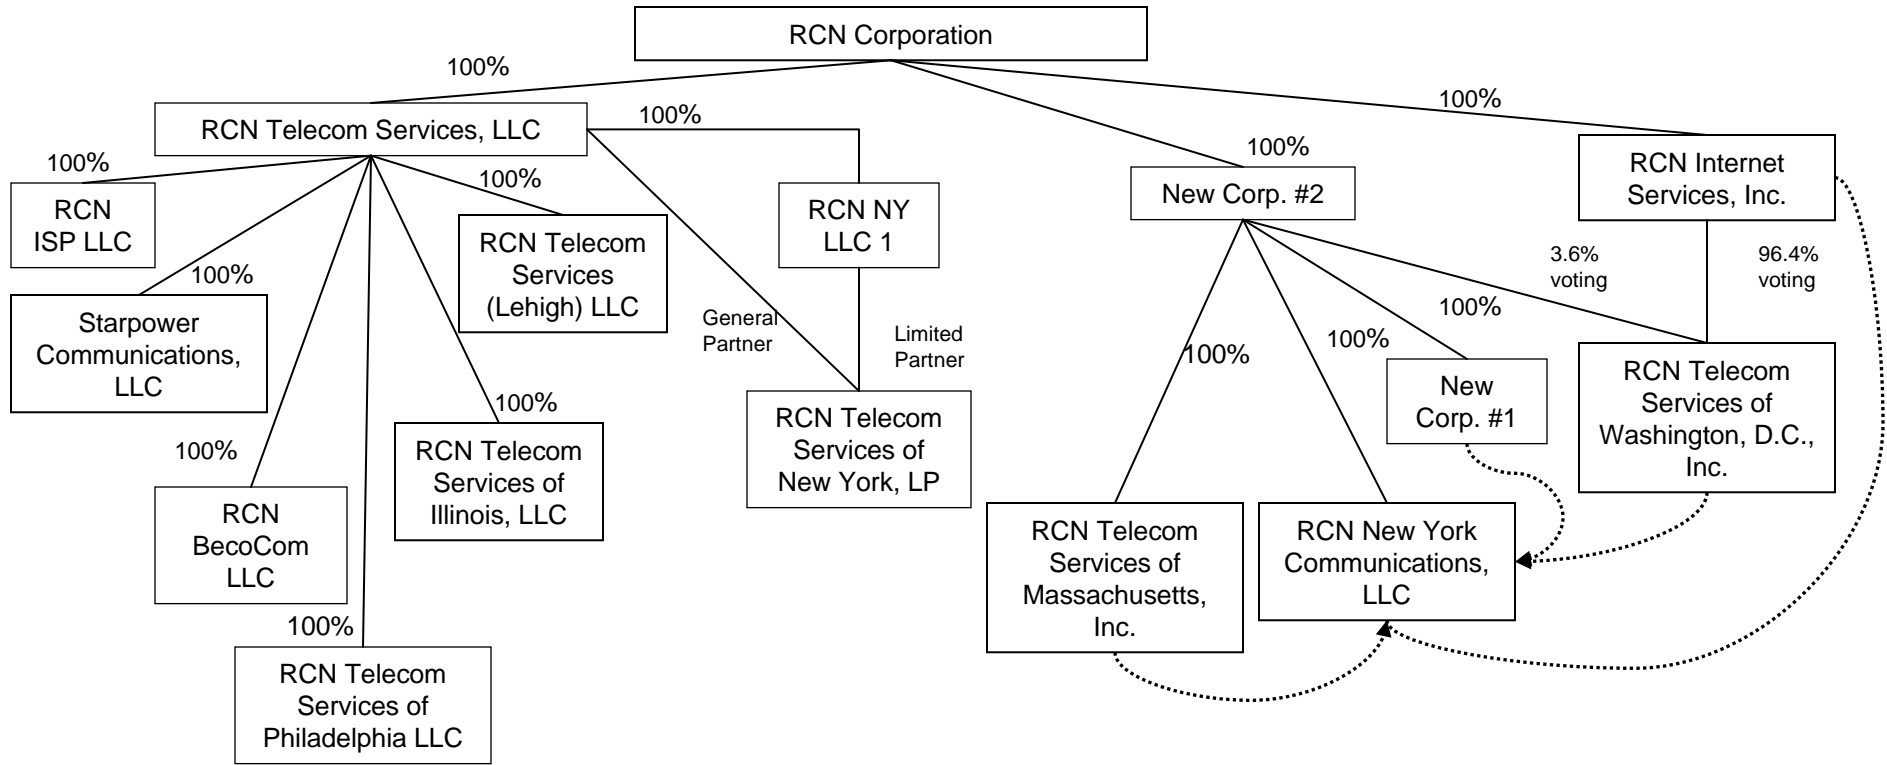 RCN Corporation
100%
RCN Telecom Services, LLC
100%
100%
100%
RCN Internet
Services, Inc.
100%
New Corp. #2
100%
RCN
ISP LLC
100%
RCN Telecom
Services
(Lehigh) LLC
RCN NY
LLC 1
100%
Starpower
Communications,
LLC
General
Partner
Limited
Partner
3.6%
voting
96.4%
voting
100%
100%
100%
New
Corp. #1
RCN Telecom
Services of
Washington, D.C.,
Inc.
100%
RCN Telecom
Services of
Illinois, LLC
RCN Telecom
Services of
New York, LP
100%
RCN
BecoCom
LLC
RCN Telecom
Services of
Massachusetts,
Inc.
RCN New York
Communications,
LLC
100%
RCN Telecom
Services of
Philadelphia LLC